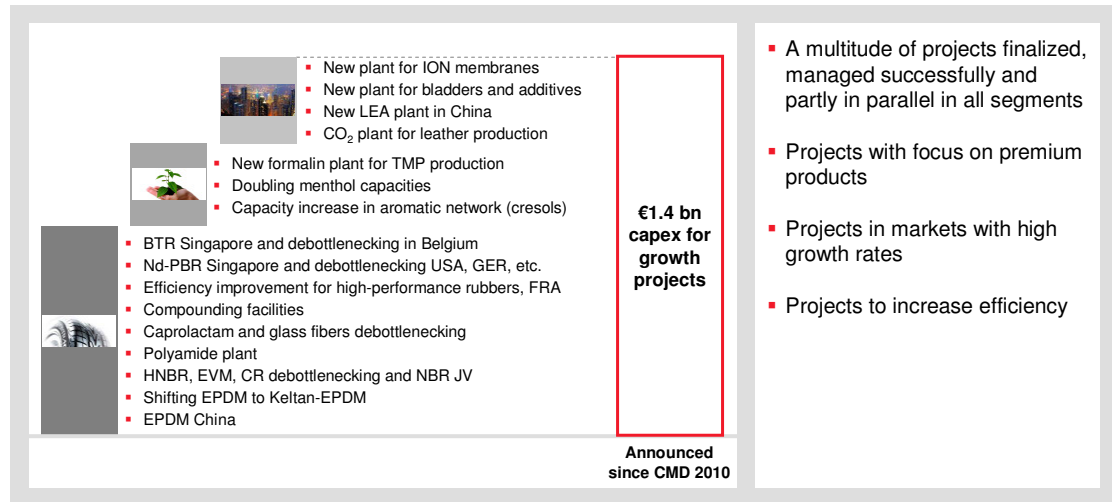 ▪ New plant for ION membranes
▪ New plant for bladders and additives
▪ New LEA plant in China
▪ CO₂ plant for leather production
▪ New formalin plant for TMP production
▪ Doubling menthol capacities
▪ Capacity increase in aromatic network (cresols)
▪ BTR Singapore and debottlenecking in Belgium
▪ Nd-PBR Singapore and debottlenecking USA, GER, etc.
▪ Efficiency improvement for high-performance rubbers, FRA
▪ Compounding facilities
▪ Caprolactam and glass fibers debottlenecking
▪ Polyamide plant
▪ HNBR, EVM, CR debottlenecking and NBR JV
▪ Shifting EPDM to Keltan-EPDM
▪ EPDM China
€1.4 bn
capex for
growth
projects
Announced
since CMD 2010
▪ A multitude of projects finalized,
managed successfully and
partly in parallel in all segments
▪ Projects with focus on premium
products
▪ Projects in markets with high
growth rates
▪ Projects to increase efficiency